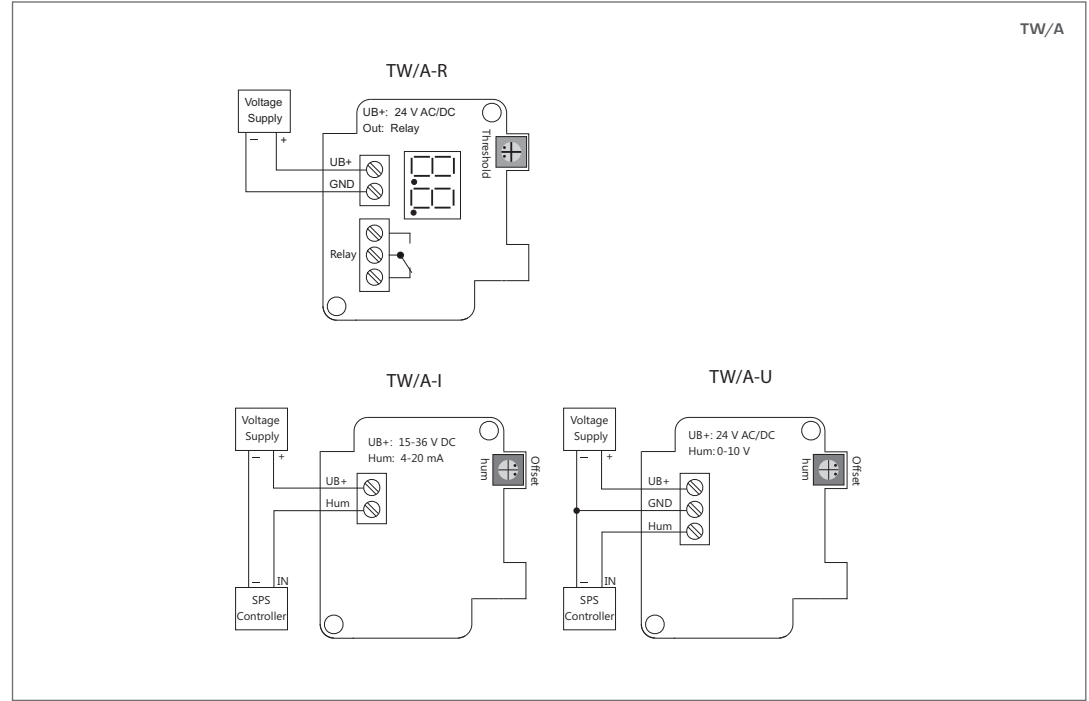 TW/A
TW/A-R
Voltage
Supply
– +
UB+: 24 V AC/DC
Out: Relay
Threshold
UB+
GND
Relay
TW/A-I
Voltage
Supply
– +
UB+: 15-36 V DC
Hum: 4-20 mA
Offset
hum
UB+
Hum
– IN
SPS
Controller
TW/A-U
Voltage
Supply
– +
UB+: 24 V AC/DC
Hum: 0-10 V
Offset
hum
UB+
GND
Hum
– IN
SPS
Controller